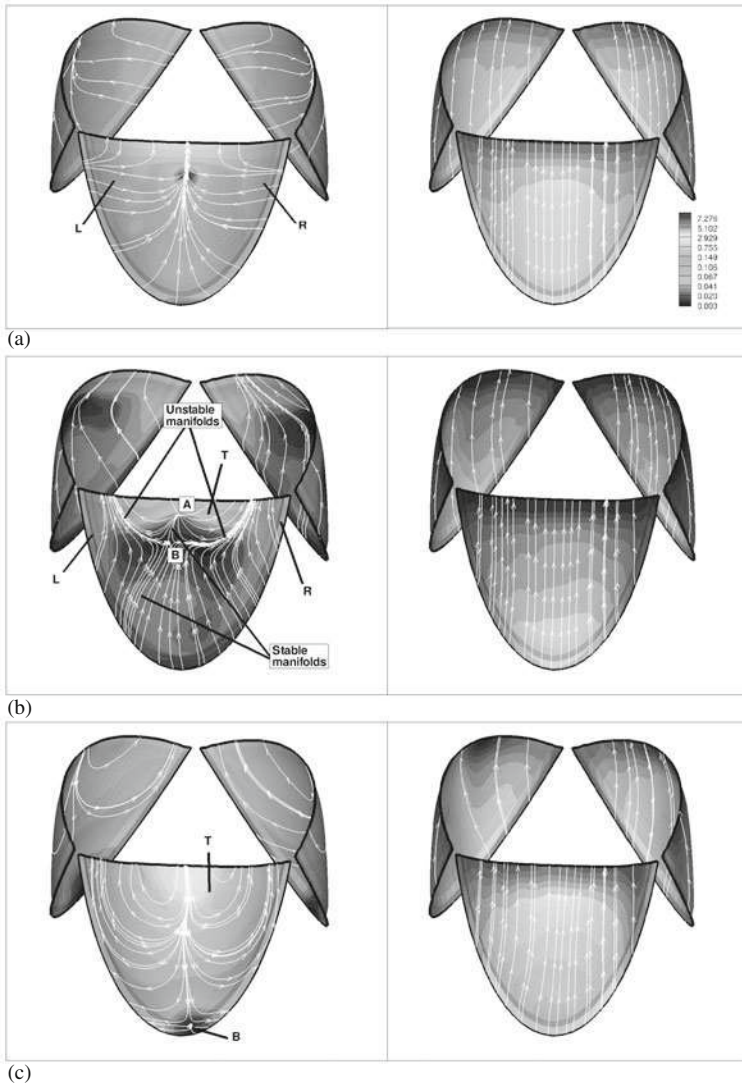 L
R
7.276
5.102
2.929
0.755
0.149
0.105
0.067
0.041
0.023
0.003
(a)
Unstable
manifolds
T
A
B
L
R
Stable
manifolds
(b)
T
B
(c)